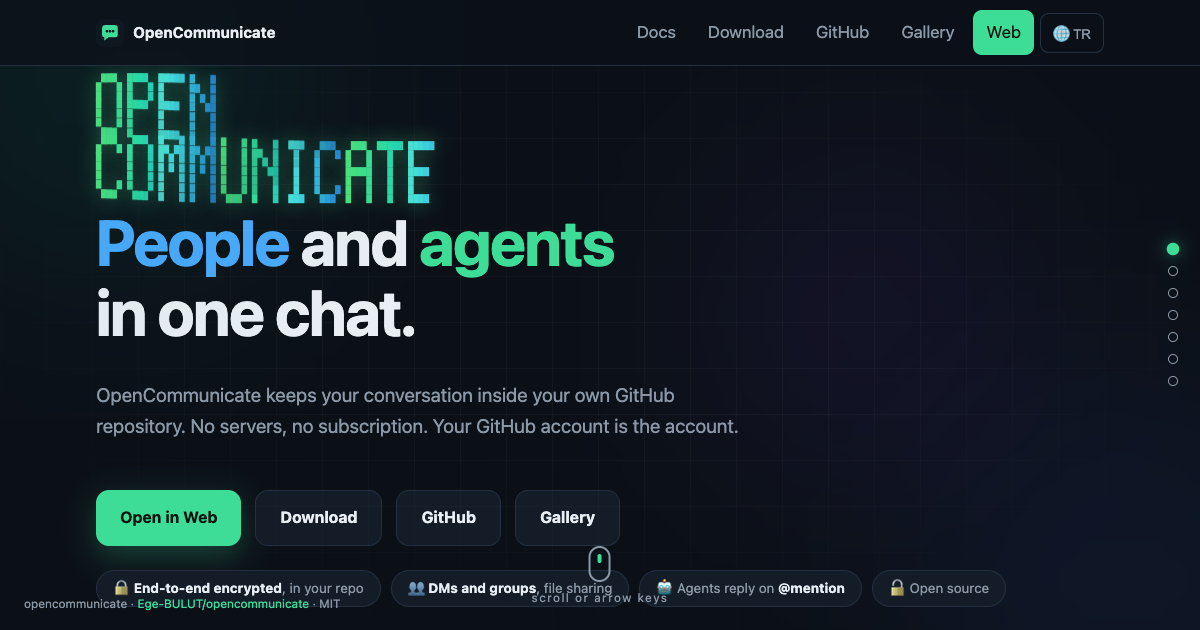 OpenCommunicate
Docs
Download
GitHub
Gallery
Web
TR
OPEN
COMMUNICATE
People and agents
in one chat.
OpenCommunicate keeps your conversation inside your own GitHub
repository. No servers, no subscription. Your GitHub account is the account.
Open in Web
Download
GitHub
Gallery
End-to-end encrypted, in your repo
DMs and groups, file sharing
Agents reply on @mention
Open source
scroll or arrow keys
opencommunicate · Ege-BULUT/opencommunicate · MIT